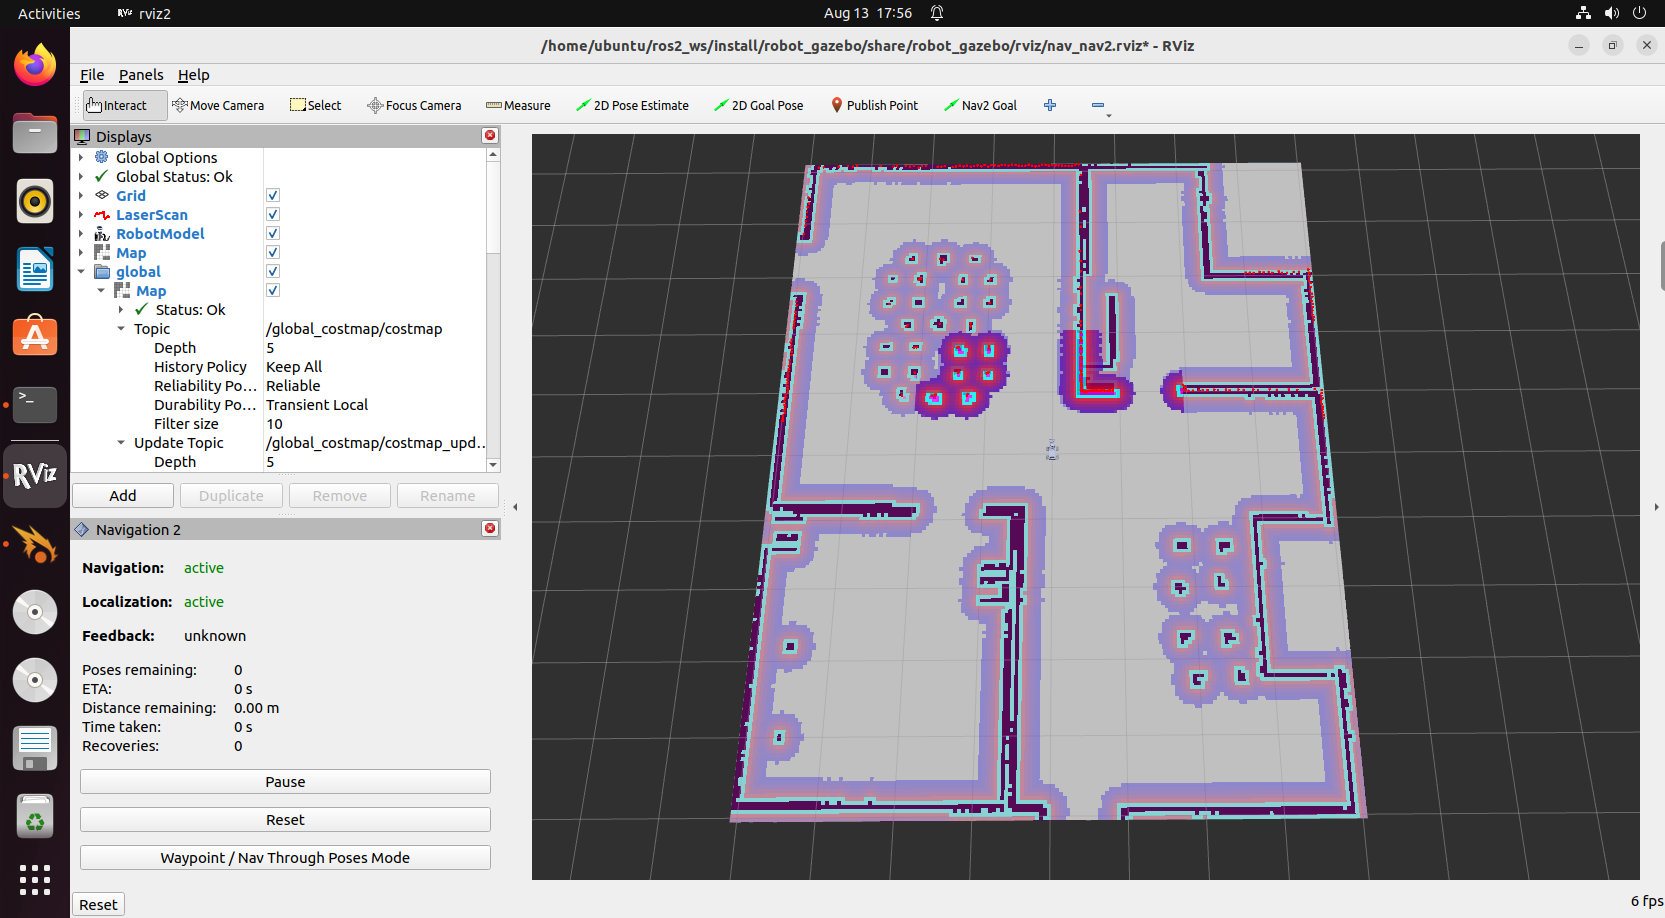 Activities
rviz2
Aug 13 17:56
/home/ubuntu/ros2_ws/install/robot_gazebo/share/robot_gazebo/rviz/nav_nav2.rviz* - RViz
File Panels Help
Interact Move Camera Select Focus Camera Measure 2D Pose Estimate 2D Goal Pose Publish Point Nav2 Goal
Displays
Global Options
Global Status: Ok
Grid
LaserScan
RobotModel
Map
global
Map
Status: Ok
Topic /global_costmap/costmap
Depth 5
History Policy Keep All
Reliability Po... Reliable
Durability Po... Transient Local
Filter size 10
Update Topic /global_costmap/costmap_upd...
Depth 5
Add Duplicate Remove Rename
RViz
Navigation 2
Navigation: active
Localization: active
Feedback: unknown
Poses remaining: 0
ETA: 0 s
Distance remaining: 0.00 m
Time taken: 0 s
Recoveries: 0
Pause
Reset
Waypoint / Nav Through Poses Mode
Reset
6 fps